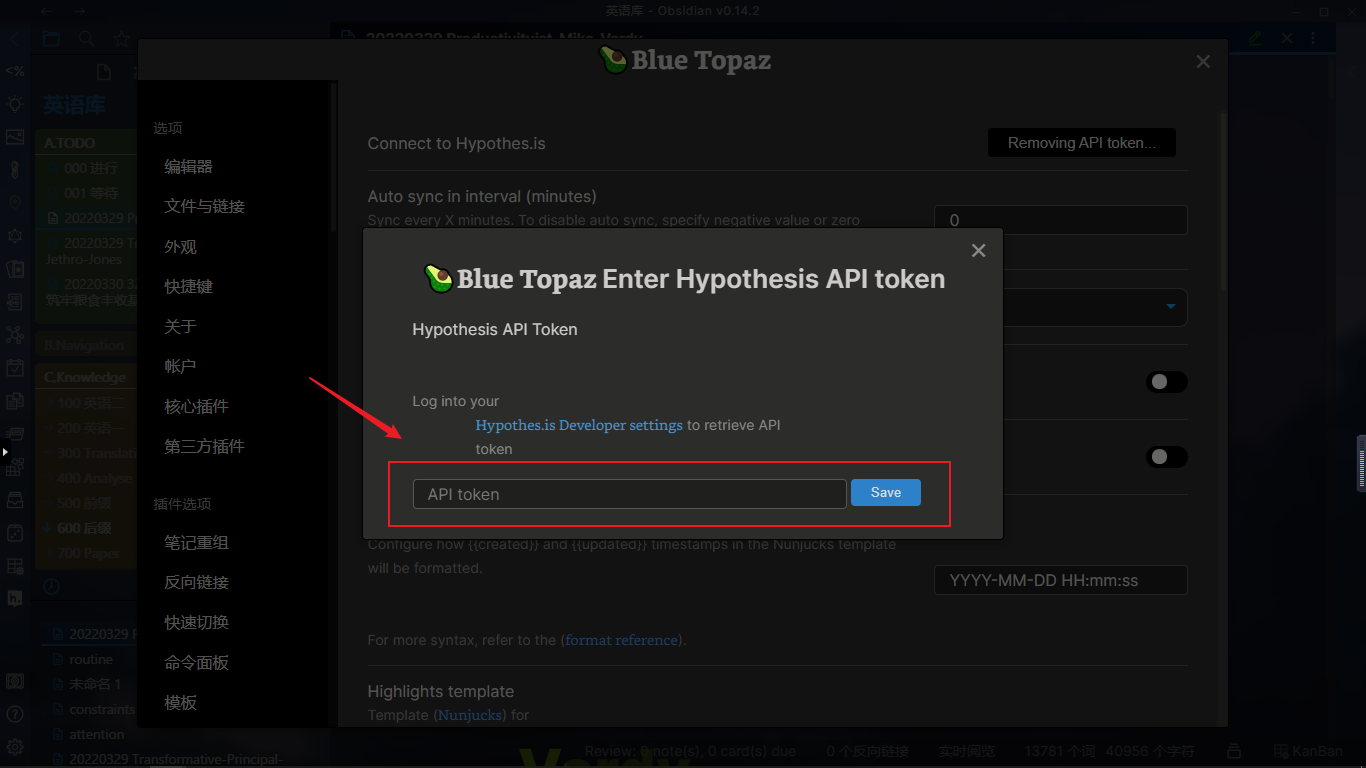 英语库 - Obsidian v0.14.2
20220329 Productivityist_Mike_Vardy
Blue Topaz
英语库
A.TODO
000 进行
001 等待
20220329 Pr
20220329 Tr
Jethro-Jones
20220330 32
筑牢粮食丰收基
B.Navigation
C.Knowledge
100 英语二
200 英语一
300 Translati
400 Analyse
500 前缀
600 后缀
700 Paper
20220329 P
routine
未命名 1
constraints
attention
20220329 Transformative-Principal-
选项
编辑器
文件与链接
外观
快捷键
关于
帐户
核心插件
第三方插件
插件选项
笔记重组
反向链接
快速切换
命令面板
模板
Connect to Hypothes.is
Removing API token...
Auto sync in interval (minutes)
Sync every X minutes. To disable auto sync, specify negative value or zero
0
Blue Topaz Enter Hypothesis API token
Hypothesis API Token
Log into your
Hypothes.is Developer settings to retrieve API
token
API token
Save
Configure how {{created}} and {{updated}} timestamps in the Nunjucks template
will be formatted.
YYYY-MM-DD HH:mm:ss
For more syntax, refer to the (format reference).
Highlights template
Template (Nunjucks) for
Vardy
Review: 0 note(s), 0 card(s) due
0 个反向链接
实时阅览
13781 个词
40956 个字符
KanBan